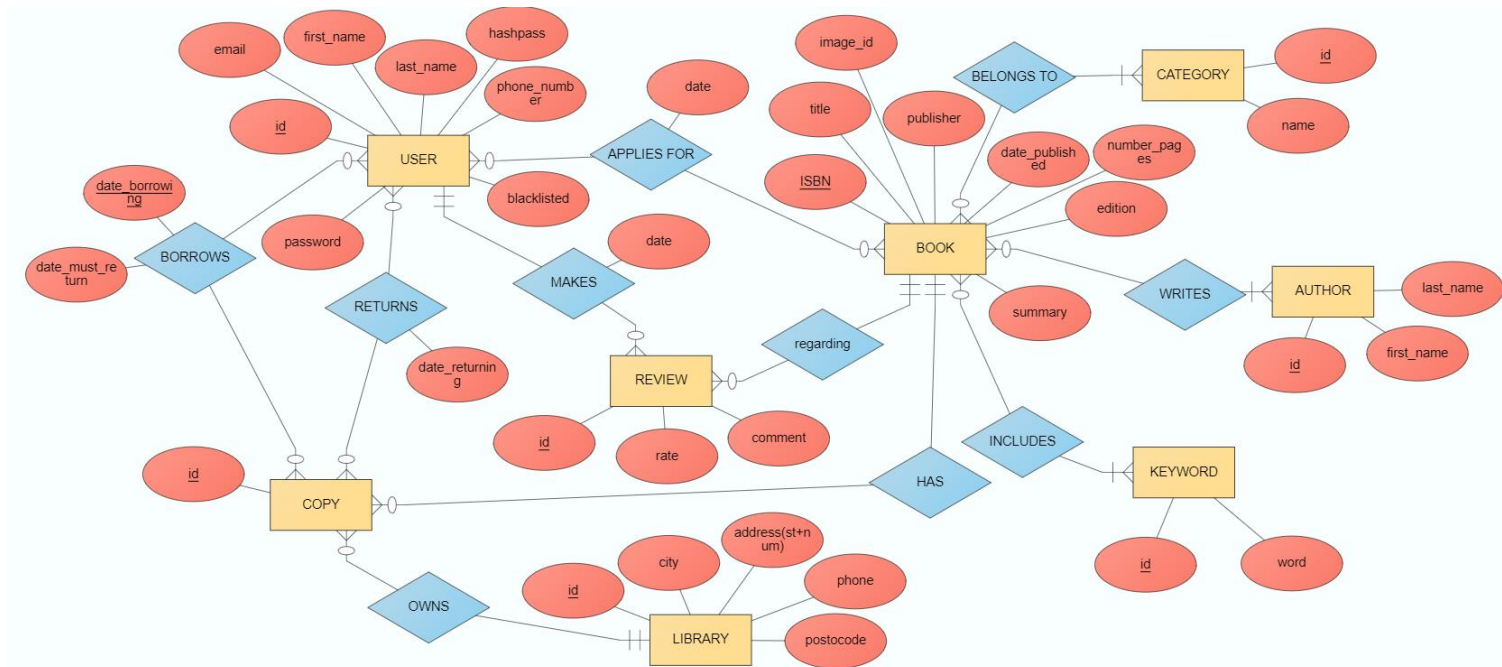 image_id
first_name
hashpass
email
last_name
id
BELONGS TO
CATEGORY
phone_numb
er
date
title
publisher
name
id
USER
APPLIES FOR
date_publish
ed
number_pag
es
date_borrowi
ng
ISBN
blacklisted
edition
password
BORROWS
date
BOOK
date_must_re
turn
MAKES
last_name
WRITES
AUTHOR
RETURNS
summary
regarding
first_name
id
date_returnin
g
REVIEW
id
rate
comment
INCLUDES
id
KEYWORD
HAS
COPY
address(st+n
um)
city
id
word
phone
id
OWNS
LIBRARY
postocode